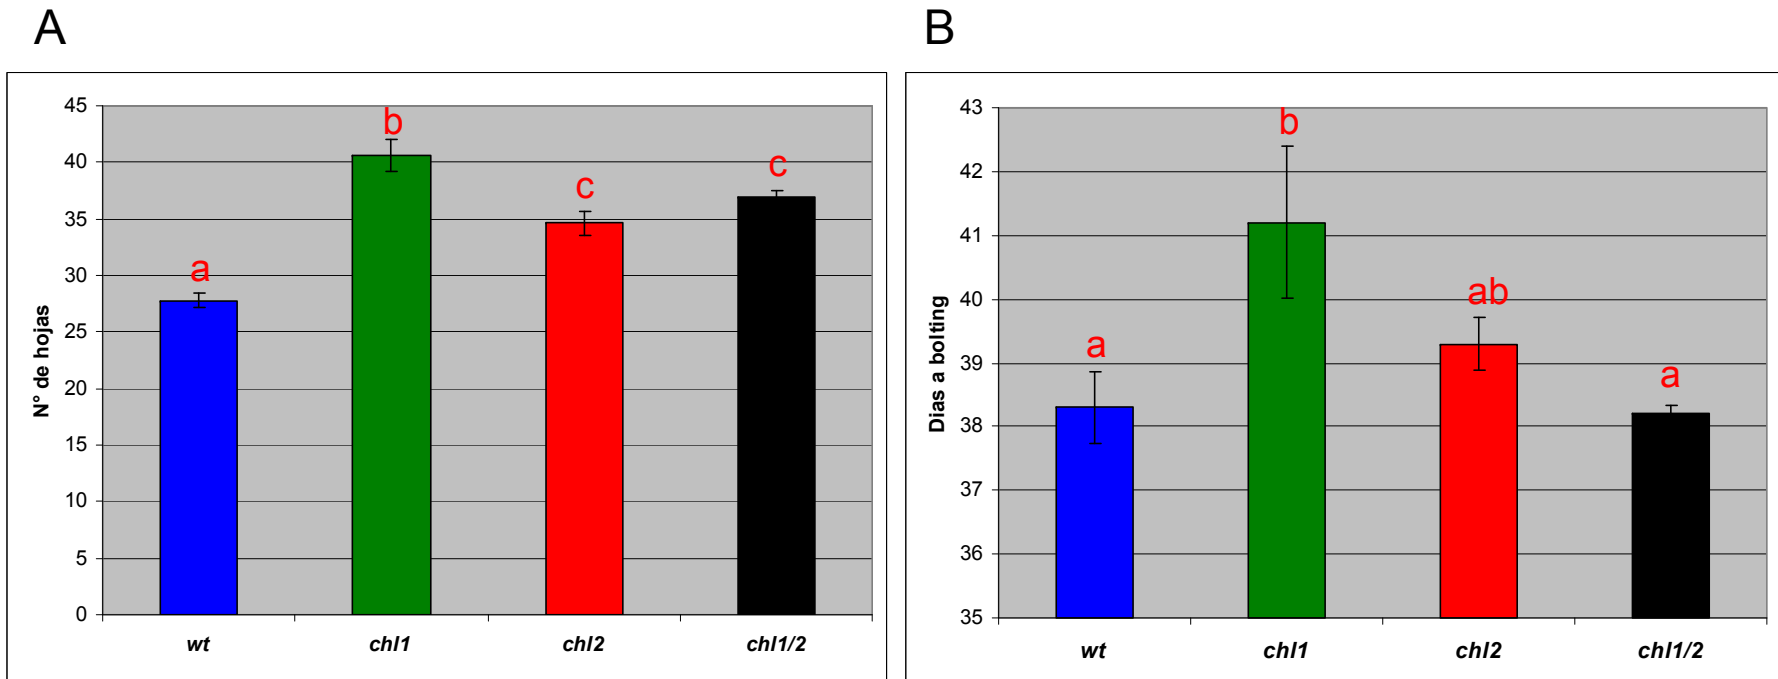 A
N° de hojas
45
40
35
30
25
20
15
10
5
0
a
b
c
c
wt
chl1
chl2
chl1/2
B
Dias a bolting
43
42
41
40
39
38
37
36
35
a
b
ab
a
wt
chl1
chl2
chl1/2